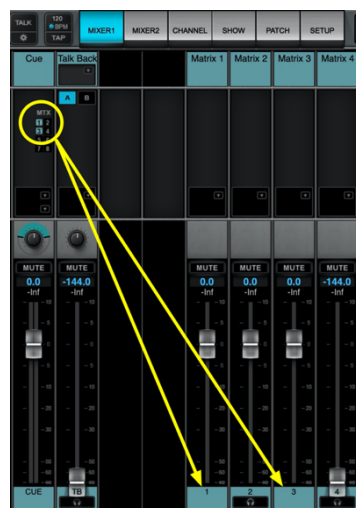 TALK
120
BPM
TAP
MIXER1
MIXER2
CHANNEL
SHOW
PATCH
SETUP
Cue
Talk Back
Matrix 1
Matrix 2
Matrix 3
Matrix 4
A B
MTX
1 2
3 4
5 6
7 8
MUTE MUTE MUTE MUTE MUTE MUTE
0.0 -144.0 0.0 0.0 0.0 -144.0
-Inf -Inf -Inf -Inf -Inf -Inf
CUE TB 1 2 3 4